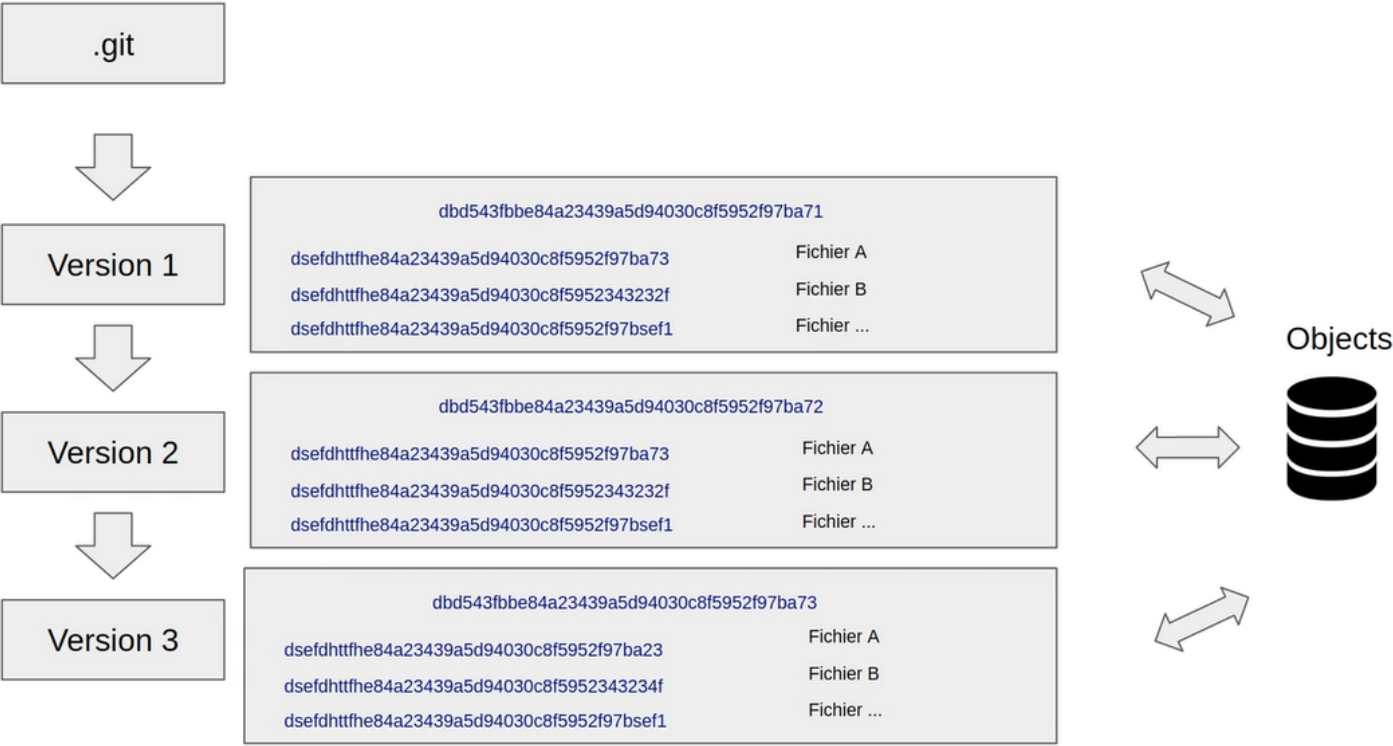 .git
Version 1
dbd543fbbe84a23439a5d94030c8f5952f97ba71
dsefdhttfhe84a23439a5d94030c8f5952f97ba73 Fichier A
dsefdhttfhe84a23439a5d94030c8f5952343232f Fichier B
dsefdhttfhe84a23439a5d94030c8f5952f97bsef1 Fichier ...
Objects
Version 2
dbd543fbbe84a23439a5d94030c8f5952f97ba72
dsefdhttfhe84a23439a5d94030c8f5952f97ba73 Fichier A
dsefdhttfhe84a23439a5d94030c8f5952343232f Fichier B
dsefdhttfhe84a23439a5d94030c8f5952f97bsef1 Fichier ...
Version 3
dbd543fbbe84a23439a5d94030c8f5952f97ba73
dsefdhttfhe84a23439a5d94030c8f5952f97ba23 Fichier A
dsefdhttfhe84a23439a5d94030c8f5952343234f Fichier B
dsefdhttfhe84a23439a5d94030c8f5952f97bsef1 Fichier ...